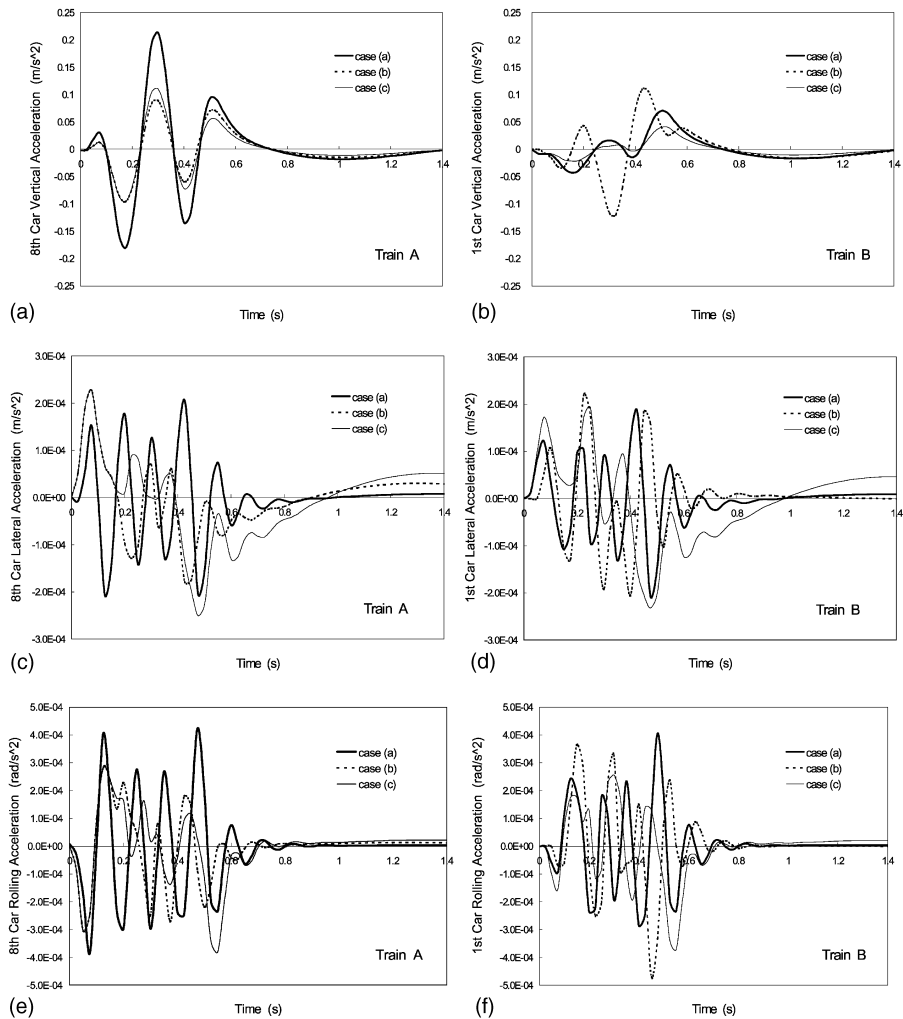 0.25
0.2
0.15
0.1
0.05
0
-0.05
-0.1
-0.15
-0.2
-0.25
0 0.2 0.4 0.6 0.8 1 1.2 1.4
8th Car Vertical Acceleration (m/s^2)
case (a)
case (b)
case (c)
Train A
Time (s)
(a)
0.25
0.2
0.15
0.1
0.05
0
-0.05
-0.1
-0.15
-0.2
-0.25
0 0.2 0.4 0.6 0.8 1 1.2 1.4
1st Car Vertical Acceleration (m/s^2)
case (a)
case (b)
case (c)
Train B
Time (s)
(b)
3.0E-04
2.0E-04
1.0E-04
0.0E+00
-1.0E-04
-2.0E-04
-3.0E-04
0 0.2 0.4 0.6 0.8 1 1.2 1.4
8th Car Lateral Acceleration (m/s^2)
case (a)
case (b)
case (c)
Train A
Time (s)
(c)
3.0E-04
2.0E-04
1.0E-04
0.0E+00
-1.0E-04
-2.0E-04
-3.0E-04
0 0.2 0.4 0.6 0.8 1 1.2 1.4
1st Car Lateral Acceleration (m/s^2)
case (a)
case (b)
case (c)
Train B
Time (s)
(d)
5.0E-04
4.0E-04
3.0E-04
2.0E-04
1.0E-04
0.0E+00
-1.0E-04
-2.0E-04
-3.0E-04
-4.0E-04
-5.0E-04
0 0.2 0.4 0.6 0.8 1 1.2 1.4
8th Car Rolling Acceleration (rad/s^2)
case (a)
case (b)
case (c)
Train A
Time (s)
(e)
5.0E-04
4.0E-04
3.0E-04
2.0E-04
1.0E-04
0.0E+00
-1.0E-04
-2.0E-04
-3.0E-04
-4.0E-04
-5.0E-04
0 0.2 0.4 0.6 0.8 1 1.2 1.4
1st Car Rolling Acceleration (rad/s^2)
case (a)
case (b)
case (c)
Train B
Time (s)
(f)